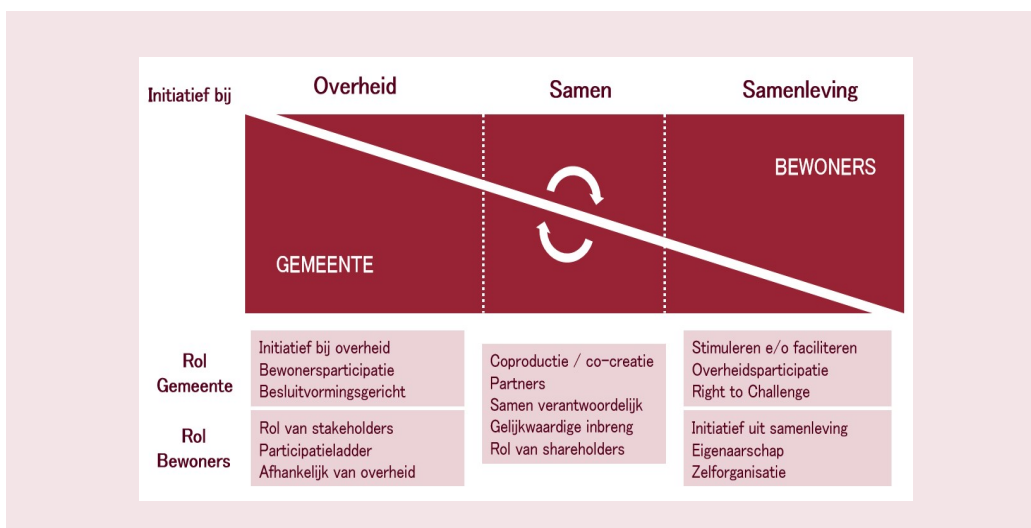 Initiatief bij
Overheid
Samen
Samenleving
BEWONERS
GEMEENTE
Rol
Gemeente
Initiatief bij overheid
Bewonersparticipatie
Besluitvormingsgericht
Coproductie / co-creatie
Partners
Samen verantwoordelijk
Gelijkwaardige inbreng
Rol van shareholders
Stimuleren e/o faciliteren
Overheidsparticipatie
Right to Challenge
Rol
Bewoners
Rol van stakeholders
Participatieladder
Afhankelijk van overheid
Initiatief uit samenleving
Eigenaarschap
Zelforganisatie